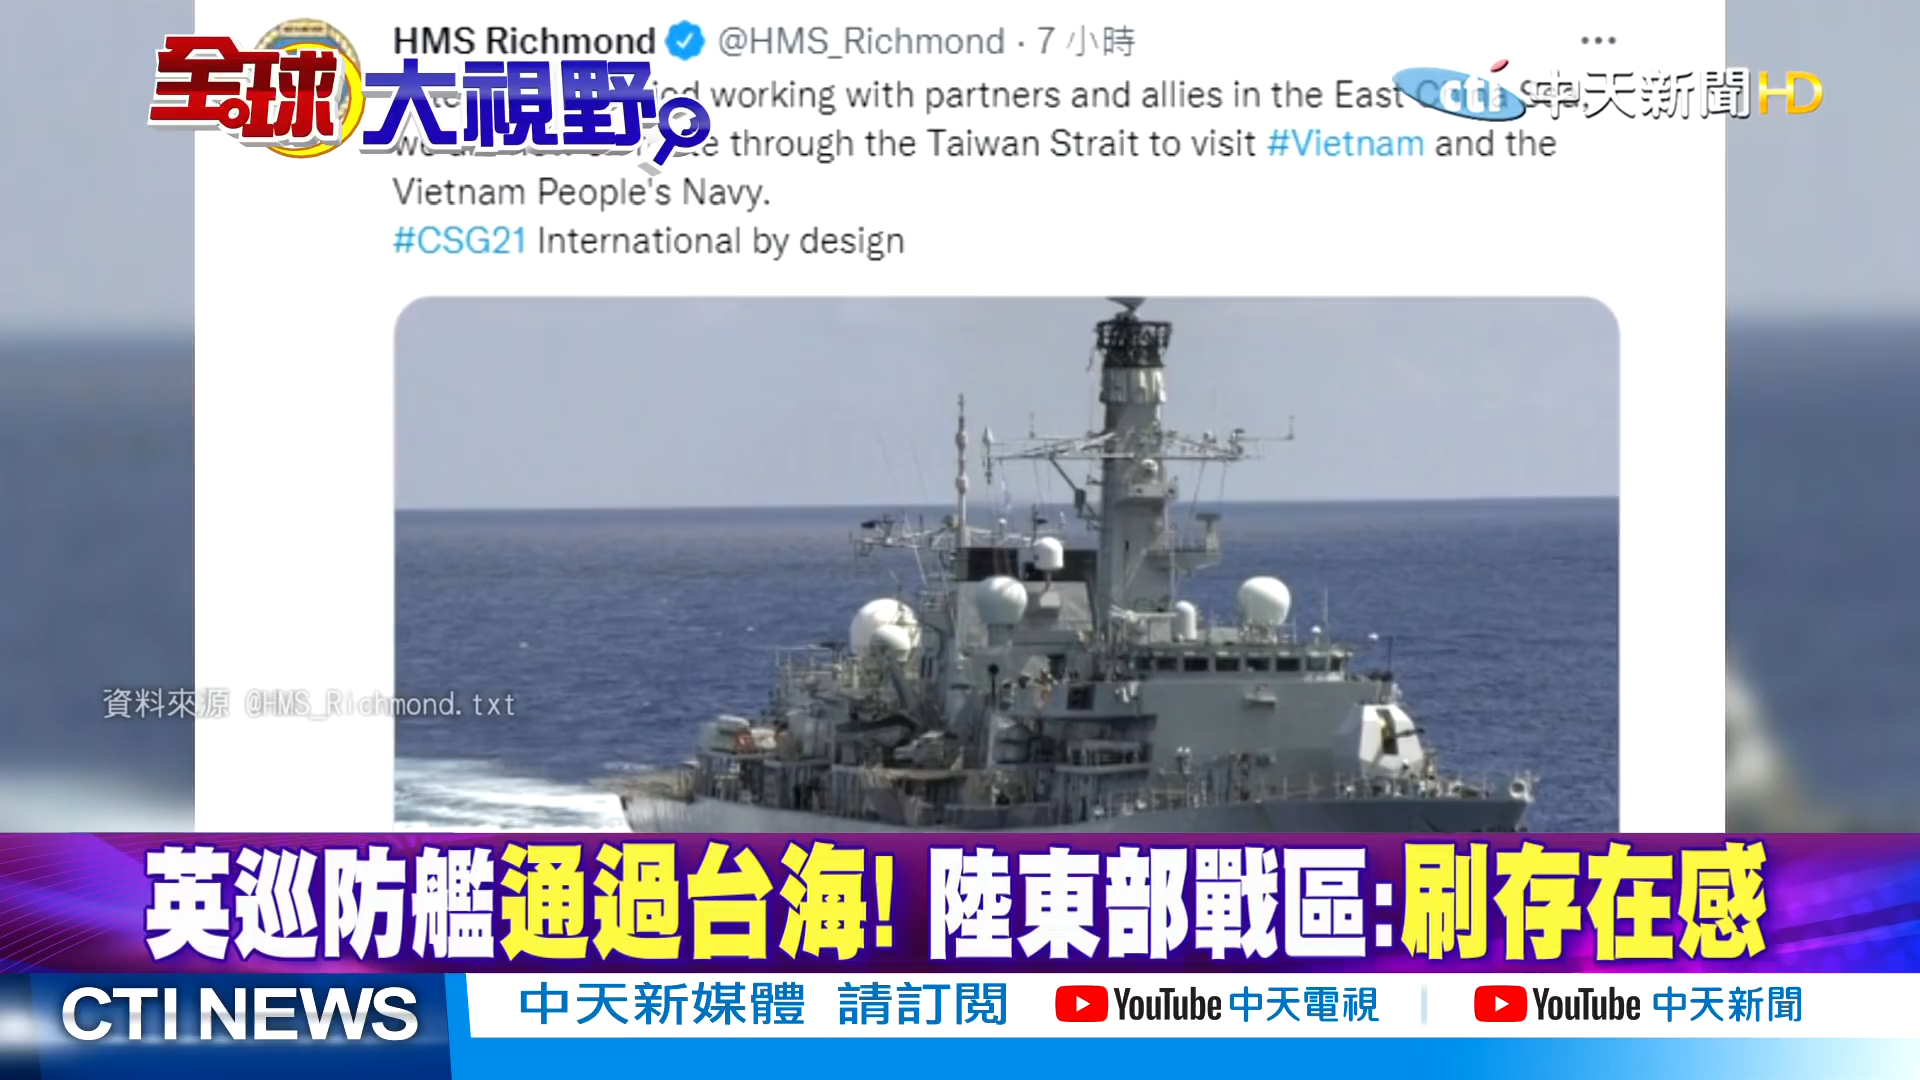 HMS Richmond @HMS_Richmond · 7 小時
全球大視野
cti 中天新聞HD
working with partners and allies in the East China Sea,
through the Taiwan Strait to visit #Vietnam and the
Vietnam People's Navy.
#CSG21 International by design
資料來源 @HMS_Richmond.txt
英巡防艦通過台海! 陸東部戰區:刷存在感
CTI NEWS
中天新媒體 請訂閱 YouTube 中天電視 | YouTube 中天新聞